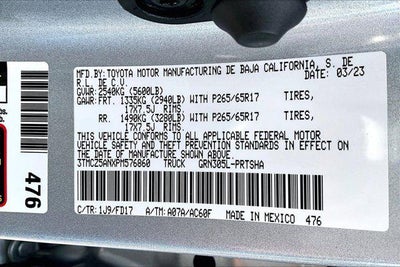 MFD.BY:TOYOTA MOTOR MANUFACTURING DE BAJA CALIFORNIA, S. DE
R.L. DE C.V. DATE: 03/23
GVWR:2540KG (5600LB)
GAWR:FRT. 1335KG (2940LB) WITH P265/65R17 TIRES,
17X7.5J RIMS.
RR. 1490KG (3280LB) WITH P265/65R17 TIRES,
17X7.5J RIMS.
THIS VEHICLE CONFORMS TO ALL APPLICABLE FEDERAL MOTOR
VEHICLE SAFETY AND THEFT PREVENTION STANDARDS IN EFFECT ON
THE DATE OF MANUFACTURE SHOWN ABOVE.
3TMCZ5ANXPM576060 TRUCK GRN305L-PRTSHA
C/TR: 1J9/FD17 A/TM: A07A/AC60F MADE IN MEXICO 476
476